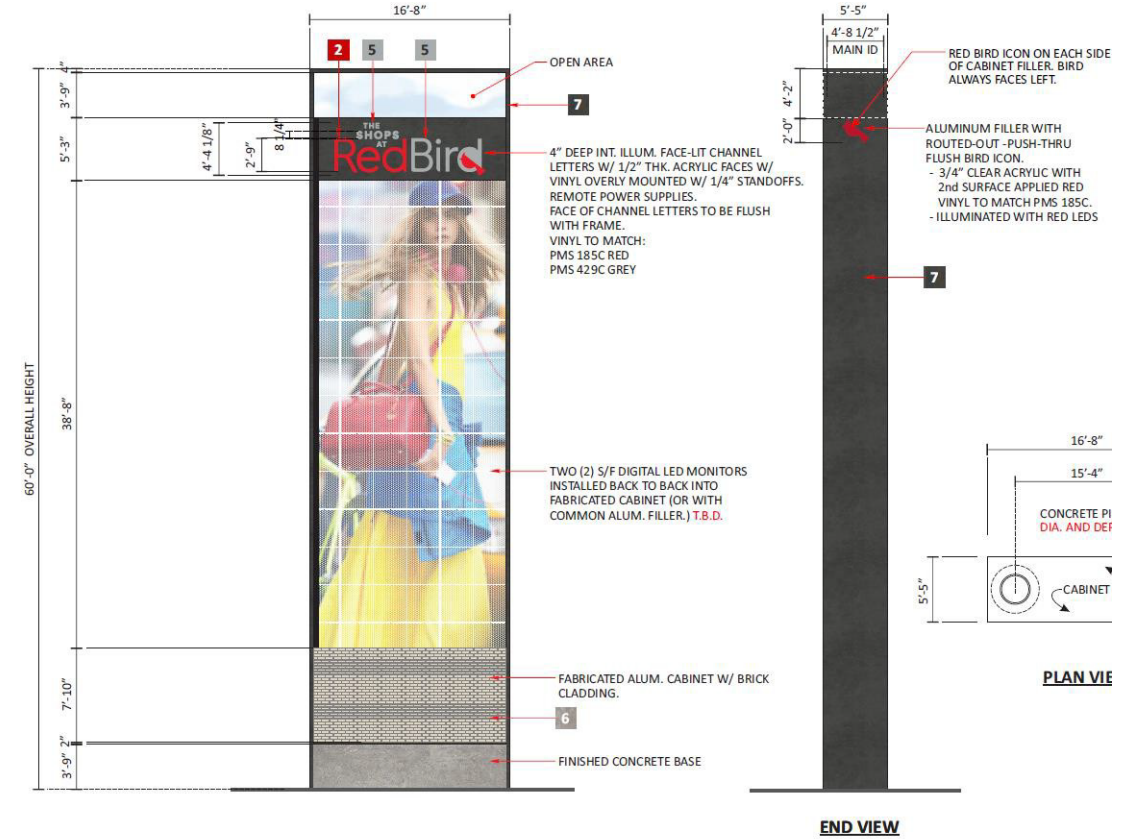 16'-8"
5'-5"
4'-8 1/2"
MAIN ID
2
5
5
OPEN AREA
RED BIRD ICON ON EACH SIDE
OF CABINET FILLER. BIRD
ALWAYS FACES LEFT.
4"
3'-9"
7
4'-2"
THE
SHOPS
AT
RedBird
5'-3"
4'-4 1/8"
2'-9"
8 1/4"
2'-0"
4" DEEP INT. ILLUM. FACE-LIT CHANNEL
LETTERS W/ 1/2" THK. ACRYLIC FACES W/
VINYL OVERLY MOUNTED W/ 1/4" STANDOFFS.
REMOTE POWER SUPPLIES.
FACE OF CHANNEL LETTERS TO BE FLUSH
WITH FRAME.
VINYL TO MATCH:
PMS 185C RED
PMS 429C GREY
ALUMINUM FILLER WITH
ROUTED-OUT -PUSH-THRU
FLUSH BIRD ICON.
- 3/4" CLEAR ACRYLIC WITH
2nd SURFACE APPLIED RED
VINYL TO MATCH PMS 185C.
- ILLUMINATED WITH RED LEDS
7
60'-0" OVERALL HEIGHT
38'-8"
TWO (2) S/F DIGITAL LED MONITORS
INSTALLED BACK TO BACK INTO
FABRICATED CABINET (OR WITH
COMMON ALUM. FILLER.) T.B.D.
16'-8"
15'-4"
CONCRETE PI
DIA. AND DEP
5'-5"
CABINET
PLAN VIE
7'-10"
FABRICATED ALUM. CABINET W/ BRICK
CLADDING.
6
2"
3'-9"
FINISHED CONCRETE BASE
END VIEW